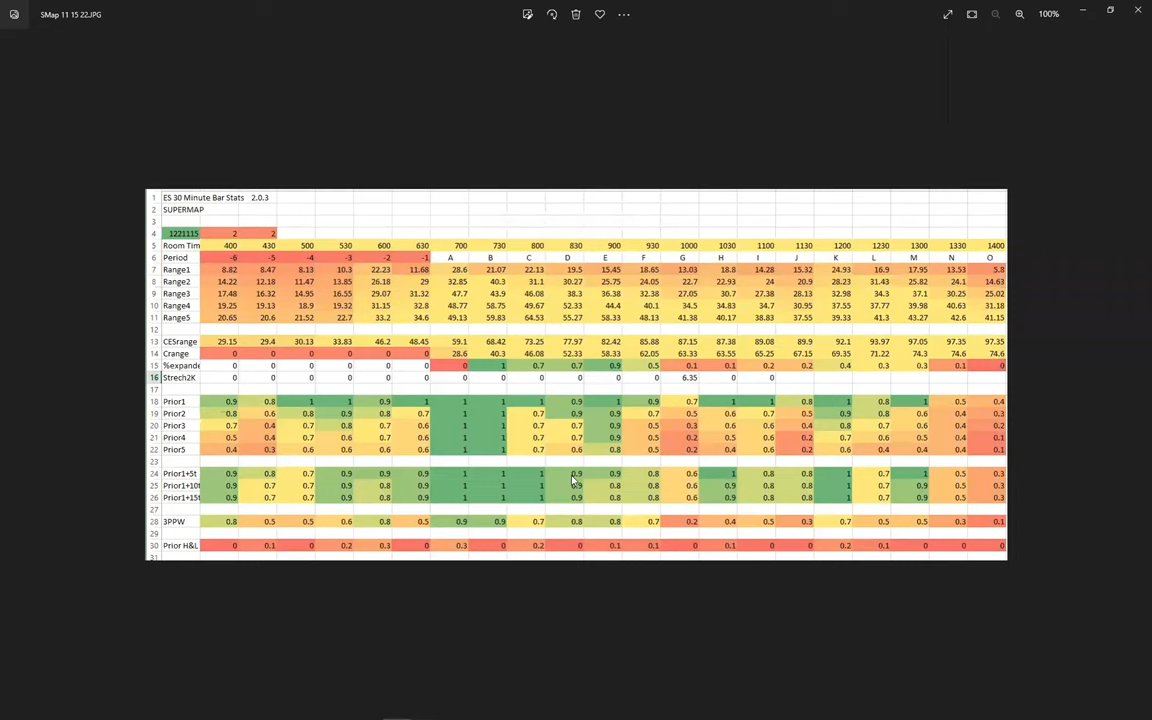 SMap 11 15 22.JPG
100%
1 ES 30 Minute Bar Stats 2.0.3
2 SUPERMAP
3
4 1221115 2 2
5 Room Tim 400 430 500 530 600 630 700 730 800 830 900 930 1000 1030 1100 1130 1200 1230 1300 1330 1400
6 Period -6 -5 -4 -3 -2 -1 A B C D E F G H I J K L M N O
7 Range1 8.82 8.47 8.13 10.3 22.23 11.68 28.6 21.07 22.13 19.5 15.45 18.65 13.03 18.8 14.28 15.32 24.93 16.9 17.95 13.53 5.8
8 Range2 14.22 12.18 11.47 13.85 26.18 29 32.85 40.3 31.1 30.27 25.75 24.05 22.7 22.93 24 20.9 28.23 31.43 25.82 24.1 14.63
9 Range3 17.48 16.32 14.95 16.55 29.07 31.32 47.7 43.9 46.08 38.3 36.38 32.38 27.05 30.7 27.38 28.13 32.98 34.3 37.1 30.25 25.02
10 Range4 19.25 19.13 18.9 19.32 31.15 32.8 48.77 58.75 49.67 52.33 44.4 40.1 34.5 34.83 34.7 30.95 37.55 37.77 39.98 40.63 31.18
11 Range5 20.65 20.6 21.52 22.7 33.2 34.6 49.13 59.83 64.53 55.27 58.33 48.13 41.38 40.17 38.83 37.55 39.33 41.3 43.27 42.6 41.15
12
13 CESrange 29.15 29.4 30.13 33.83 46.2 48.45 59.1 68.42 73.25 77.97 82.42 85.88 87.15 87.38 89.08 89.9 92.1 93.97 97.05 97.35 97.35
14 Crange 0 0 0 0 0 0 28.6 40.3 46.08 52.33 58.33 62.05 63.33 63.55 65.25 67.15 69.35 71.22 74.3 74.6 74.6
15 %expande 0 0 0 0 0 0 0 1 0.7 0.7 0.9 0.5 0.1 0.1 0.2 0.2 0.4 0.3 0.3 0.1 0
16 Strech2K 0 0 0 0 0 0 0 0 0 0 0 0 6.35 0 0
17
18 Prior1 0.9 0.8 1 1 0.9 1 1 1 1 0.9 1 0.9 0.7 1 1 0.8 1 0.8 1 0.5 0.4
19 Prior2 0.8 0.6 0.8 0.9 0.8 0.7 1 1 0.7 0.9 0.9 0.7 0.5 0.6 0.7 0.5 0.9 0.8 0.6 0.4 0.3
20 Prior3 0.7 0.4 0.7 0.8 0.7 0.6 1 1 0.7 0.7 0.9 0.5 0.3 0.6 0.6 0.4 0.8 0.7 0.5 0.4 0.2
21 Prior4 0.5 0.4 0.7 0.6 0.7 0.6 1 1 0.7 0.7 0.9 0.5 0.2 0.5 0.6 0.2 0.7 0.6 0.5 0.4 0.1
22 Prior5 0.4 0.3 0.7 0.6 0.6 0.6 1 1 0.7 0.6 0.8 0.5 0.2 0.4 0.6 0.2 0.6 0.4 0.4 0.4 0.1
23
24 Prior1+5t 0.9 0.8 0.7 0.9 0.9 0.9 1 1 1 0.9 0.9 0.8 0.6 1 0.8 0.8 1 0.7 1 0.5 0.3
25 Prior1+10t 0.9 0.7 0.7 0.9 0.8 0.8 1 1 1 0.9 0.8 0.8 0.6 0.9 0.8 0.8 1 0.7 0.9 0.5 0.3
26 Prior1+15t 0.9 0.7 0.7 0.9 0.8 0.8 1 1 1 0.9 0.8 0.8 0.6 0.9 0.8 0.8 1 0.7 0.9 0.5 0.3
27
28 3PPW 0.8 0.5 0.5 0.6 0.8 0.5 0.9 0.9 0.7 0.8 0.8 0.7 0.2 0.4 0.5 0.3 0.7 0.5 0.5 0.3 0.1
29
30 Prior H&L 0 0.1 0 0.2 0.3 0 0.3 0 0.2 0 0.1 0.1 0 0.1 0 0 0.2 0.1 0 0 0
31